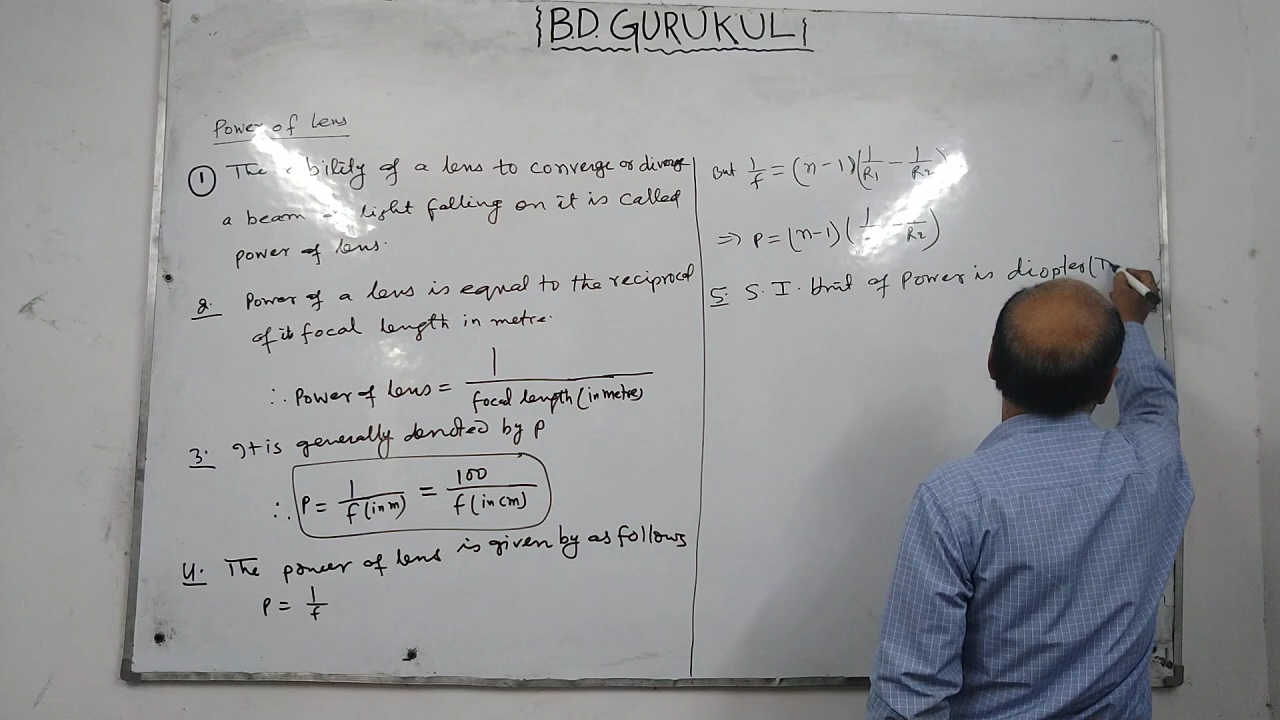 B.D. GURUKUL
Power of Lens
① The ability of a lens to converge or diverge
a beam of light falling on it is called
power of lens.
2. Power of a lens is equal to the reciprocal
of its focal length in metre.
∴ Power of lens = 1 / focal length (in metre)
3. It is generally denoted by P
∴ P = 1 / f (in m) = 100 / f (in cm)
4. The power of lens is given by as follows
P = 1 / f
But 1/f = (n - 1) (1/R1 - 1/R2)
⇒ P = (n-1) (1/ - 1/R2)
5. S.I. Unit of Power is diopter (